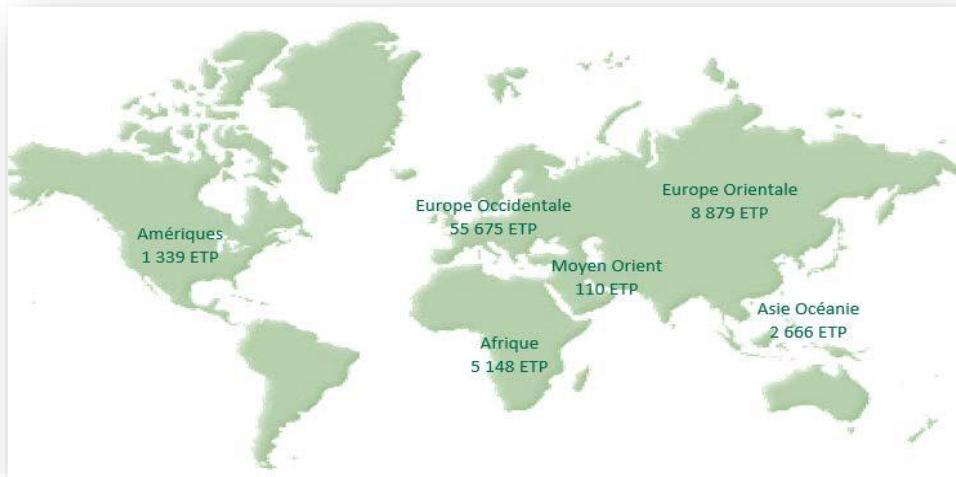 Amériques
1 339 ETP
Europe Occidentale
55 675 ETP
Europe Orientale
8 879 ETP
Moyen Orient
110 ETP
Afrique
5 148 ETP
Asie Océanie
2 666 ETP